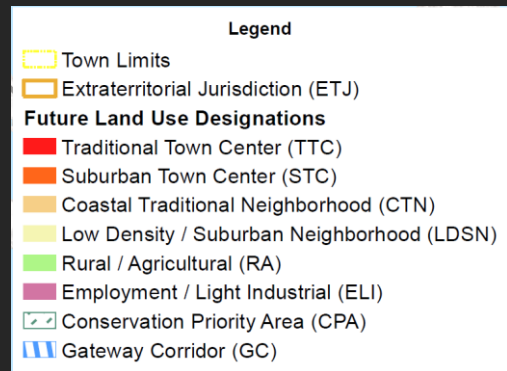 Legend
Town Limits
Extraterritorial Jurisdiction (ETJ)
Future Land Use Designations
Traditional Town Center (TTC)
Suburban Town Center (STC)
Coastal Traditional Neighborhood (CTN)
Low Density / Suburban Neighborhood (LDSN)
Rural / Agricultural (RA)
Employment / Light Industrial (ELI)
Conservation Priority Area (CPA)
Gateway Corridor (GC)